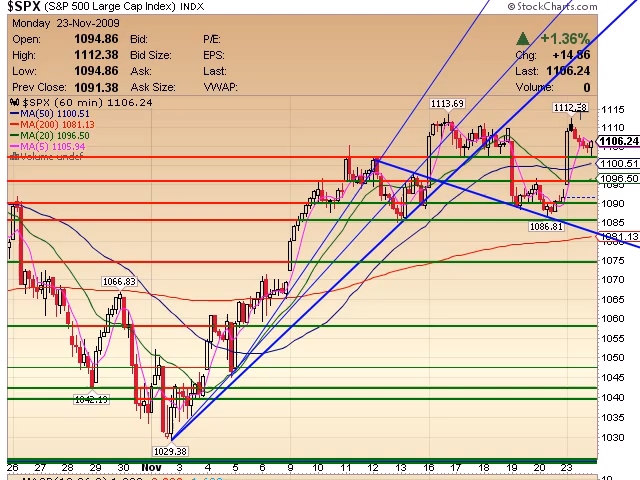 $SPX (S&P 500 Large Cap Index) INDX
© StockCharts.com
Monday 23-Nov-2009
+1.36%
Open: 1094.86 Bid: P/E: Chg: +14.86
High: 1112.38 Bid Size: EPS:
Low: 1094.86 Ask: Last: Last: 1106.24
Prev Close: 1091.38 Ask Size: VWAP: Volume: 0
$SPX (60 min) 1106.24
MA(50) 1100.51
MA(200) 1081.13
MA(20) 1096.50
MA(5) 1105.94
Volume undef
1113.69
1112.38
1066.83
1086.81
1042.19
1029.38
1115
1110
1106.24
1100.51
1096.50
1095
1090
1085
1081.13
1080
1075
1070
1065
1060
1055
1050
1045
1040
1035
1030
26 27 28 29 30 Nov 3 4 5 6 9 10 11 12 13 16 17 18 19 20 23